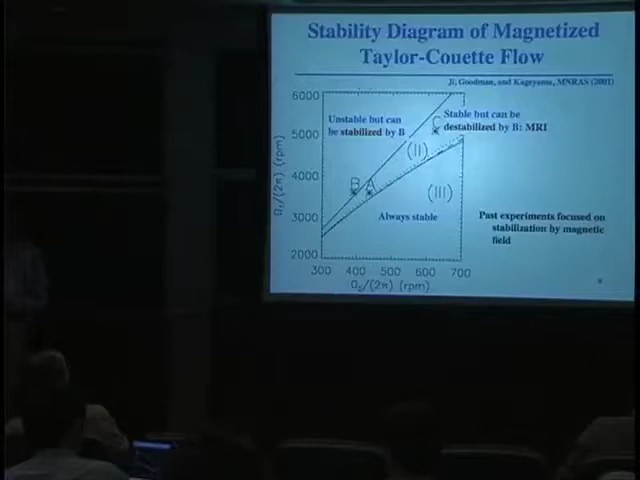 Stability Diagram of Magnetized
Taylor-Couette Flow
Ji, Goodman, and Kageyama, MNRAS (2001)
6000
5000
4000
3000
2000
Ω₁/(2π) (rpm)
Unstable but can
be stabilized by B
Stable but can be
destabilized by B: MRI
C
(II)
B
A
(III)
Always stable
Past experiments focused on
stabilization by magnetic
field
300 400 500 600 700
Ω₂/(2π) (rpm)